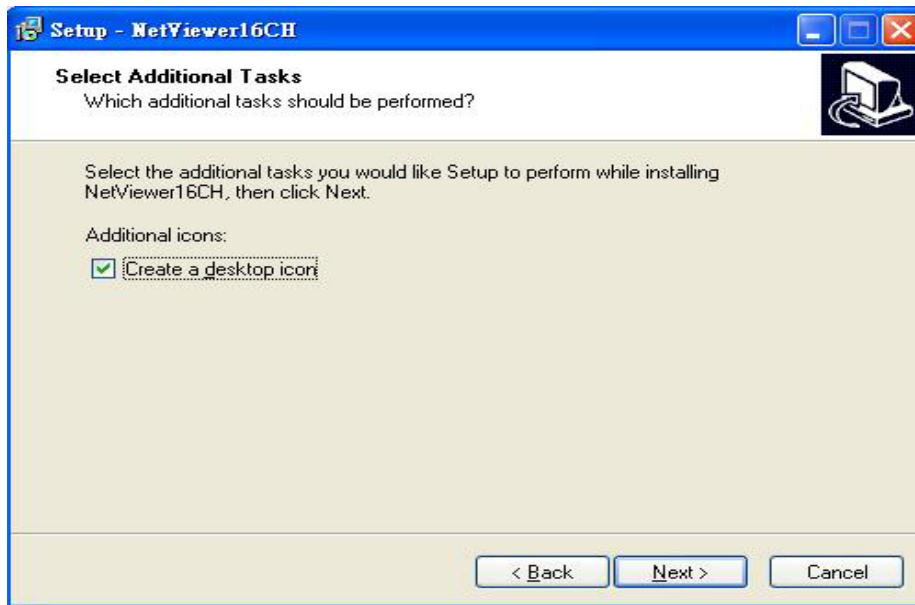 Setup - NetViewer16CH
Select Additional Tasks
Which additional tasks should be performed?
Select the additional tasks you would like Setup to perform while installing
NetViewer16CH, then click Next.
Additional icons:
Create a desktop icon
< Back
Next >
Cancel